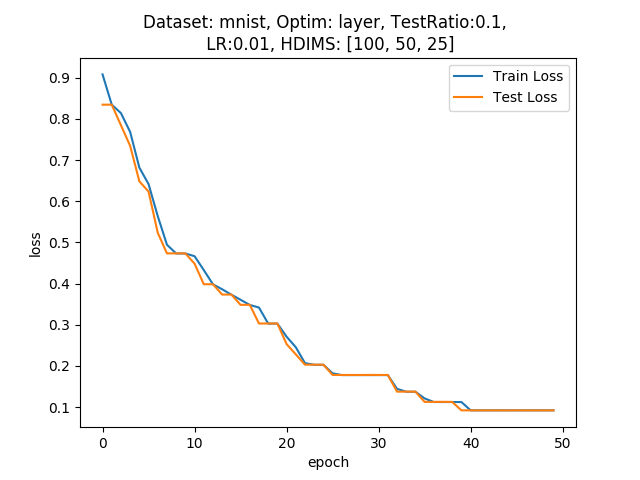 Dataset: mnist, Optim: layer, TestRatio:0.1,
LR:0.01, HDIMS: [100, 50, 25]
Train Loss
Test Loss
0.9
0.8
0.7
0.6
0.5
0.4
0.3
0.2
0.1
loss
0 10 20 30 40 50
epoch